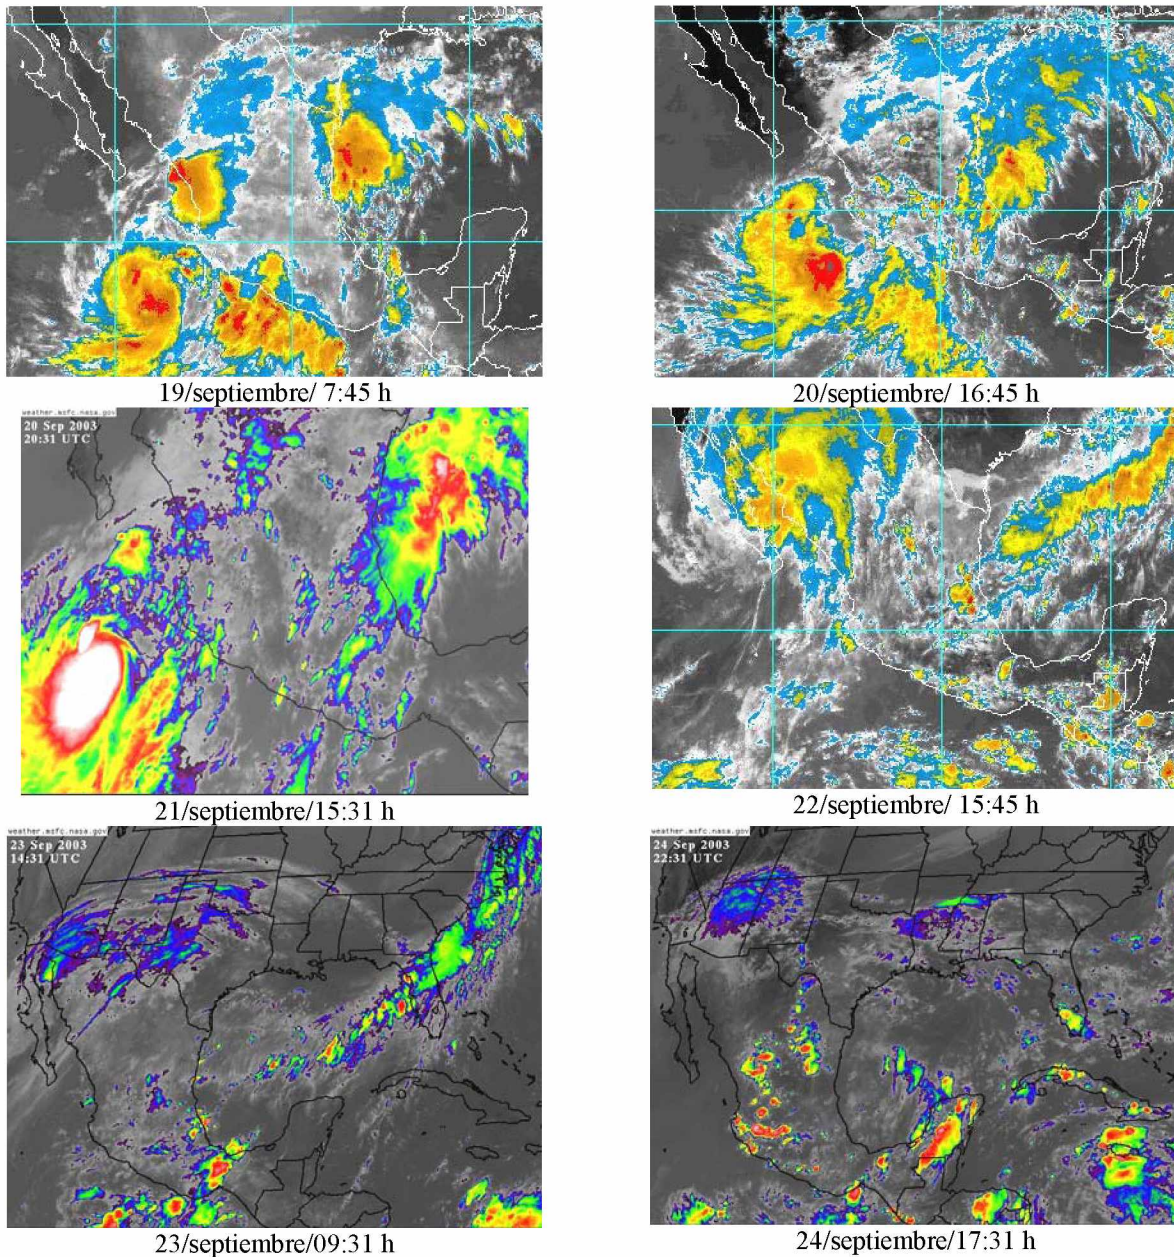 19/septiembre/ 7:45 h
20/septiembre/ 16:45 h
weather.msfc.nasa.gov
20 Sep 2003
20:31 UTC
21/septiembre/15:31 h
22/septiembre/ 15:45 h
weather.msfc.nasa.gov
23 Sep 2003
14:31 UTC
23/septiembre/09:31 h
weather.msfc.nasa.gov
24 Sep 2003
22:31 UTC
24/septiembre/17:31 h